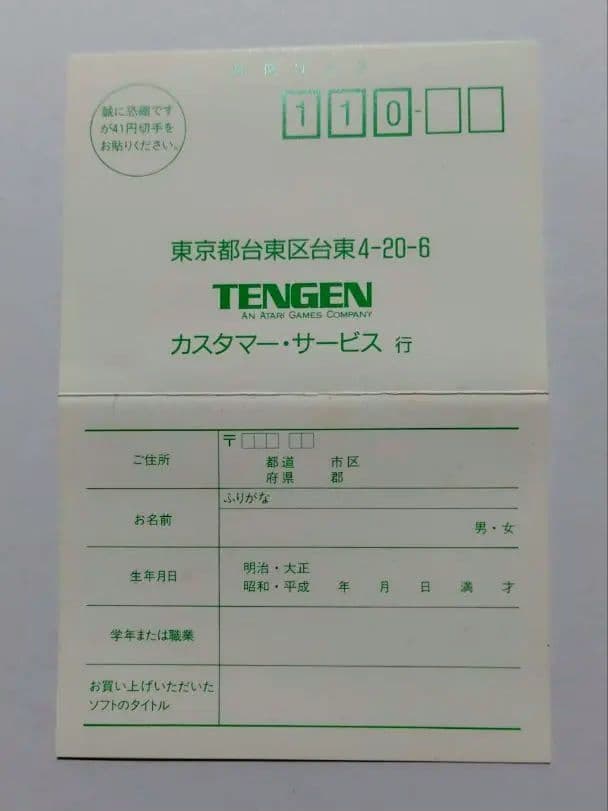 郵便はがき
誠に恐縮です
が41円切手を
お貼りください。
110-
東京都台東区台東4-20-6
TENGEN
AN ATARI GAMES COMPANY
カスタマー・サービス 行
ご住所
〒
都道 市区
府県 郡
お名前
ふりがな
男・女
生年月日
明治・大正
昭和・平成 年 月 日 満 才
学年または職業
お買い上げいただいた
ソフトのタイトル